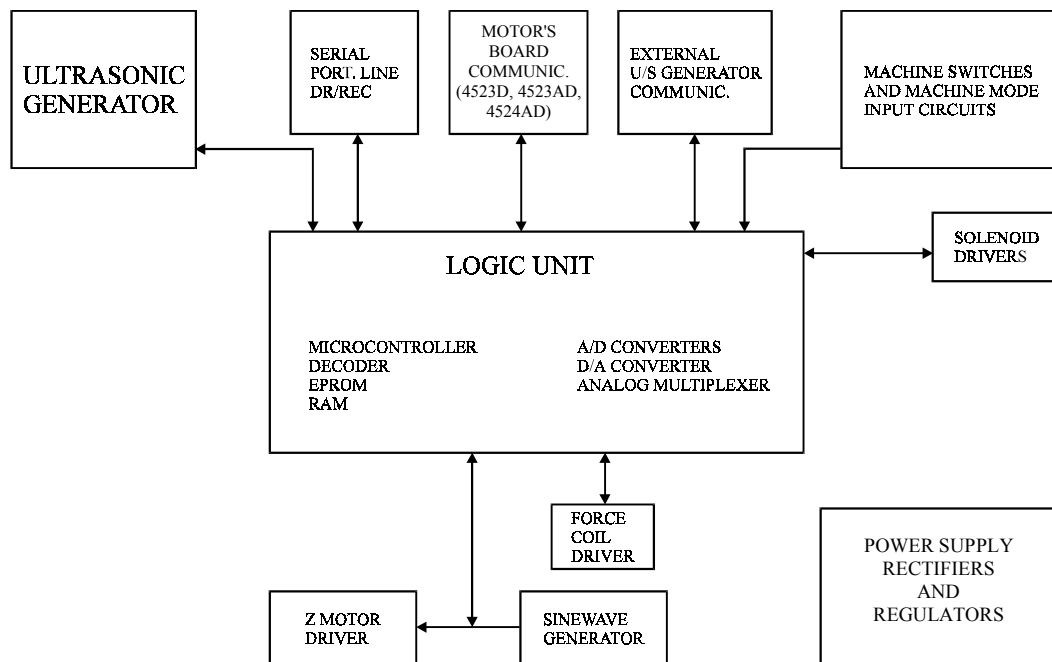 ULTRASONIC
GENERATOR
SERIAL
PORT. LINE
DR/REC
MOTOR'S
BOARD
COMMUNIC.
(4523D, 4523AD,
4524AD)
EXTERNAL
U/S GENERATOR
COMMUNIC.
MACHINE SWITCHES
AND MACHINE MODE
INPUT CIRCUITS
SOLENOID
DRIVERS
LOGIC UNIT
MICROCONTROLLER
DECODER
EPROM
RAM
A/D CONVERTERS
D/A CONVERTER
ANALOG MULTIPLEXER
FORCE
COIL
DRIVER
Z MOTOR
DRIVER
SINEWAVE
GENERATOR
POWER SUPPLY
RECTIFIERS
AND
REGULATORS